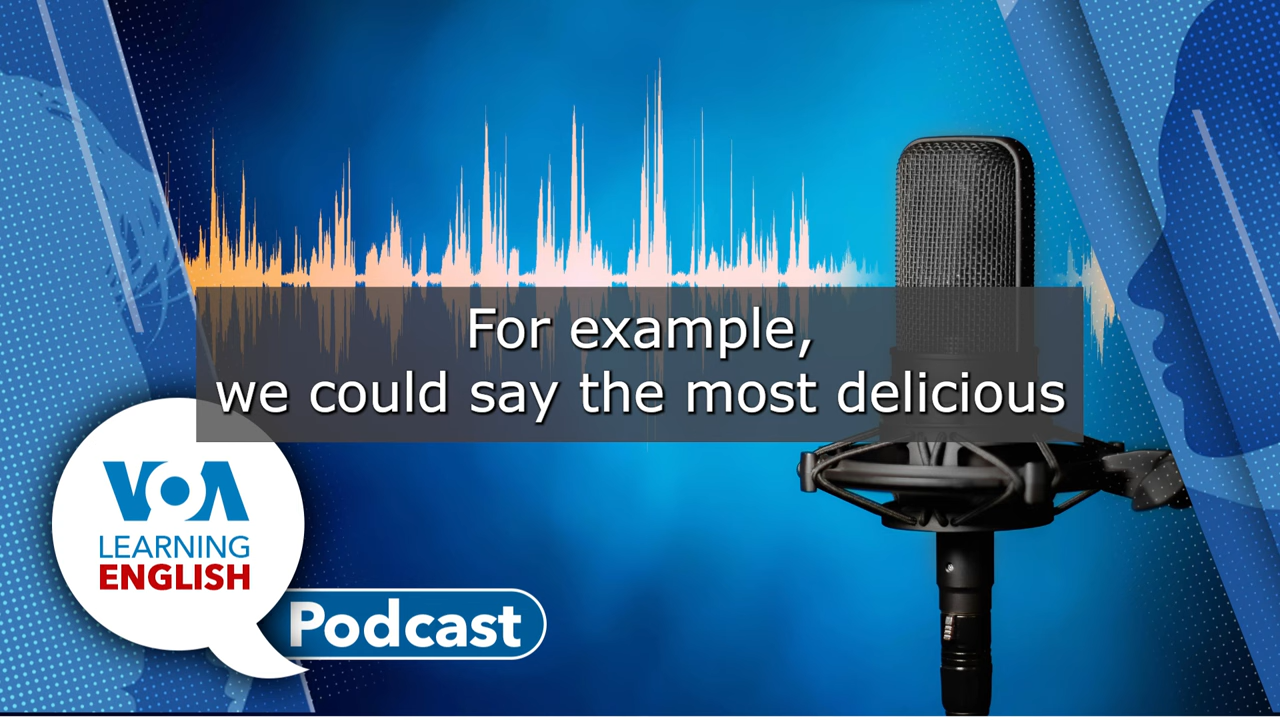 For example,
we could say the most delicious
VOA
LEARNING
ENGLISH
Podcast